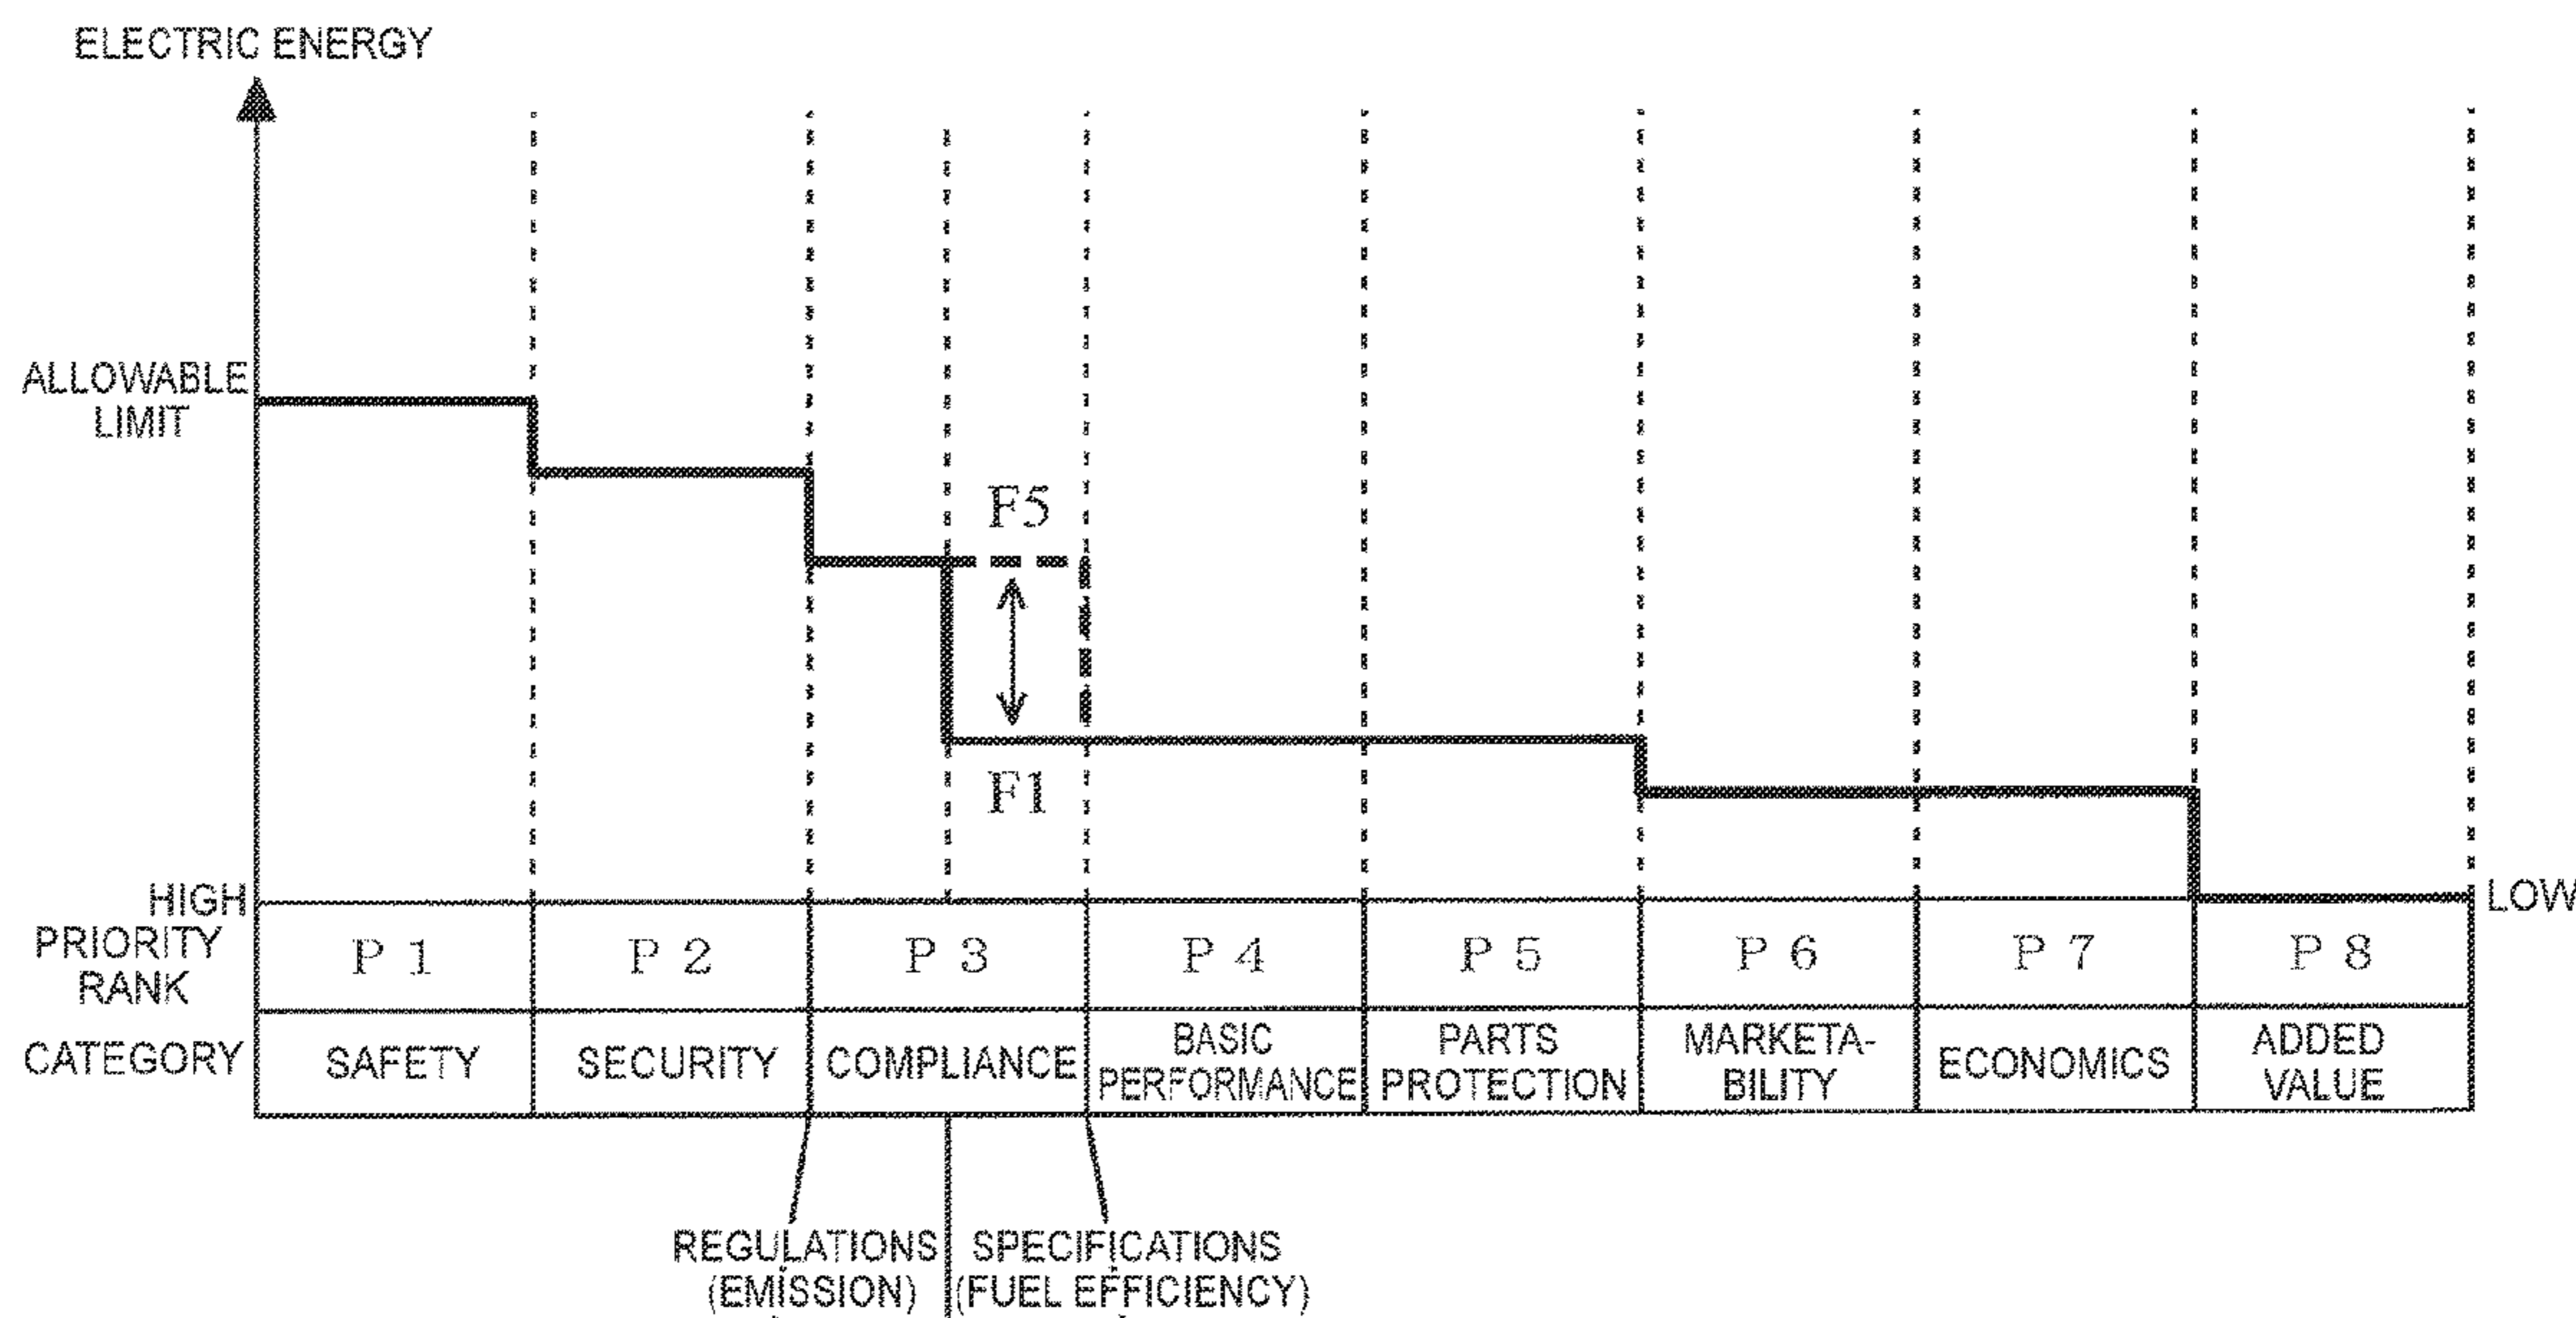 ELECTRIC ENERGY
ALLOWABLE
LIMIT
F5
F1
HIGH
LOW
PRIORITY
RANK
P 1
P 2
P 3
P 4
P 5
P 6
P 7
P 8
CATEGORY
SAFETY
SECURITY
COMPLIANCE
BASIC
PERFORMANCE
PARTS
PROTECTION
MARKETA-
BILITY
ECONOMICS
ADDED
VALUE
REGULATIONS
(EMISSION)
SPECIFICATIONS
(FUEL EFFICIENCY)